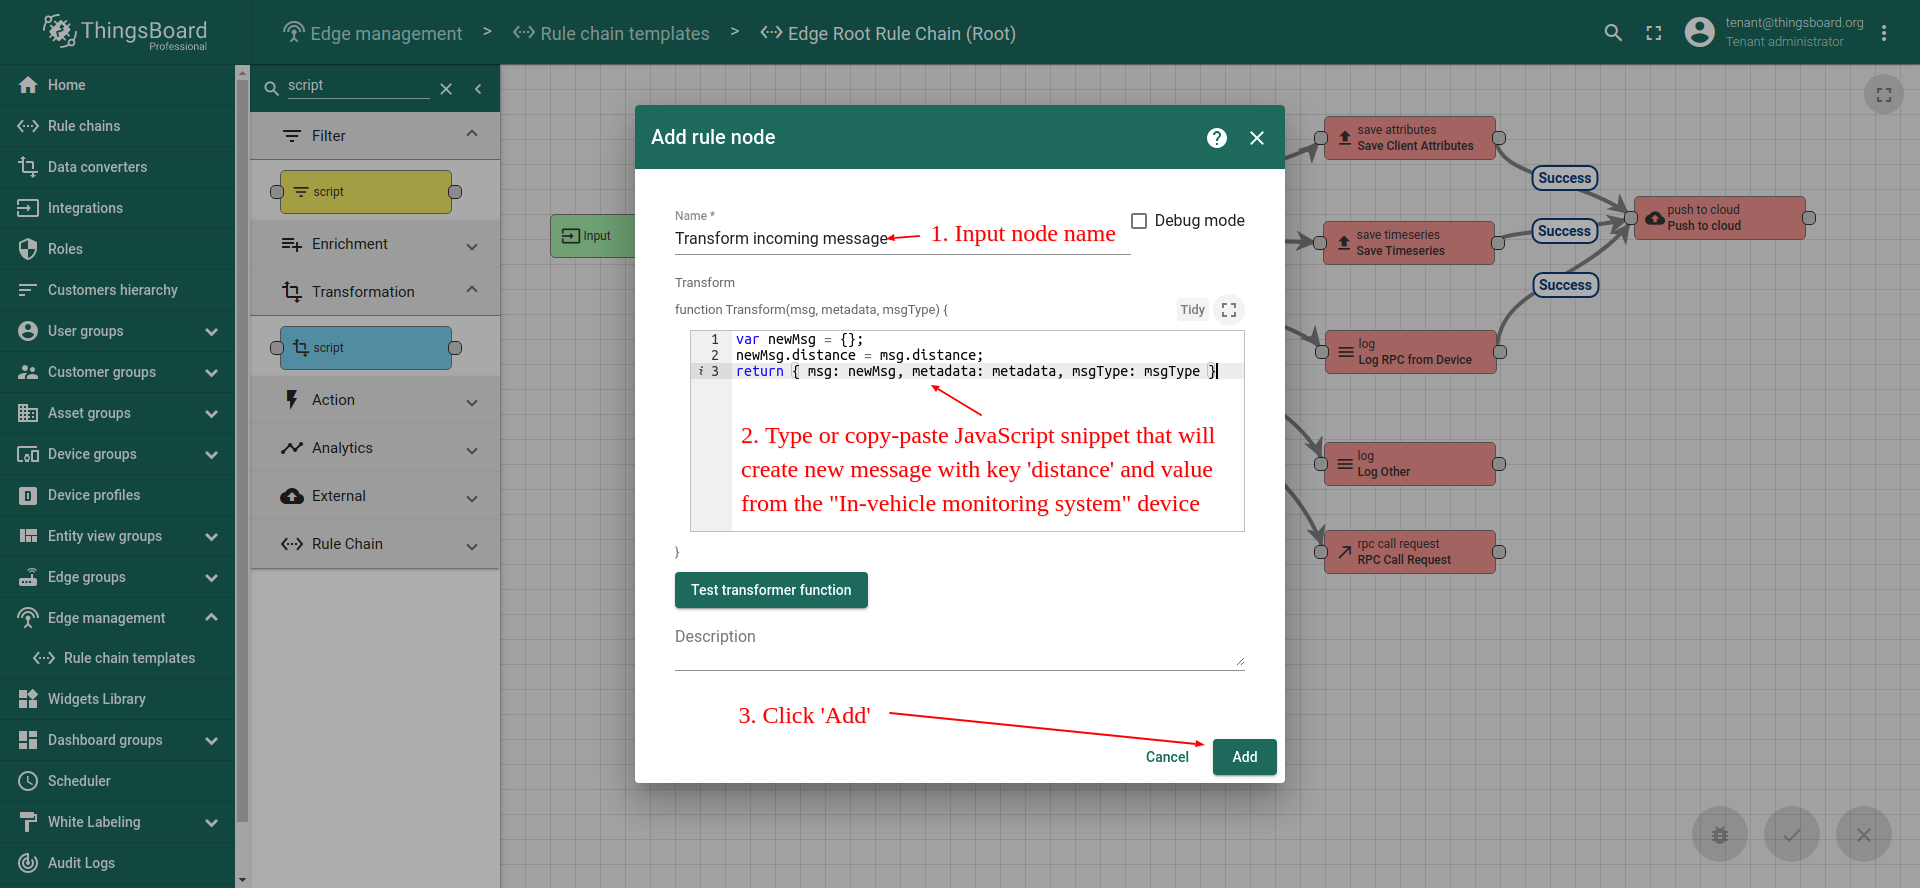 ThingsBoard
Professional
Edge management > Rule chain templates > Edge Root Rule Chain (Root)
tenant@thingsboard.org
Tenant administrator
Home
Rule chains
Data converters
Integrations
Roles
Customers hierarchy
User groups
Customer groups
Asset groups
Device groups
Device profiles
Entity view groups
Edge groups
Edge management
Rule chain templates
Widgets Library
Dashboard groups
Scheduler
White Labeling
Audit Logs
script
Filter
script
Enrichment
Transformation
script
Action
Analytics
External
Rule Chain
Input
Add rule node
Name *
Transform incoming message
1. Input node name
Debug mode
Transform
function Transform(msg, metadata, msgType) {
Tidy
1 var newMsg = {};
2 newMsg.distance = msg.distance;
i 3 return { msg: newMsg, metadata: metadata, msgType: msgType }
2. Type or copy-paste JavaScript snippet that will
create new message with key 'distance' and value
from the "In-vehicle monitoring system" device
}
Test transformer function
Description
3. Click 'Add'
Cancel
Add
save attributes
Save Client Attributes
Success
push to cloud
Push to cloud
save timeseries
Save Timeseries
Success
Success
log
Log RPC from Device
log
Log Other
rpc call request
RPC Call Request